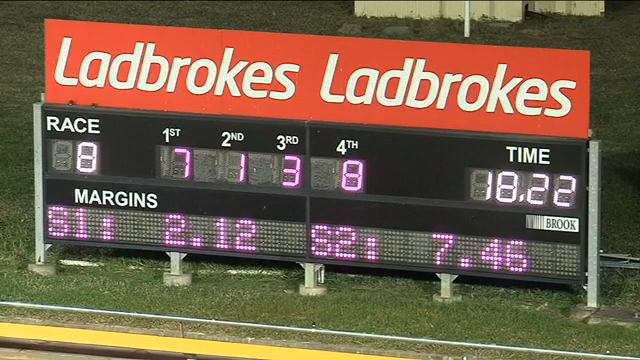 Ladbrokes Ladbrokes
RACE 1ST 2ND 3RD 4TH TIME
8 7 1 3 8 18.22
MARGINS BROOK
S1: 2.12 S2: 7.46